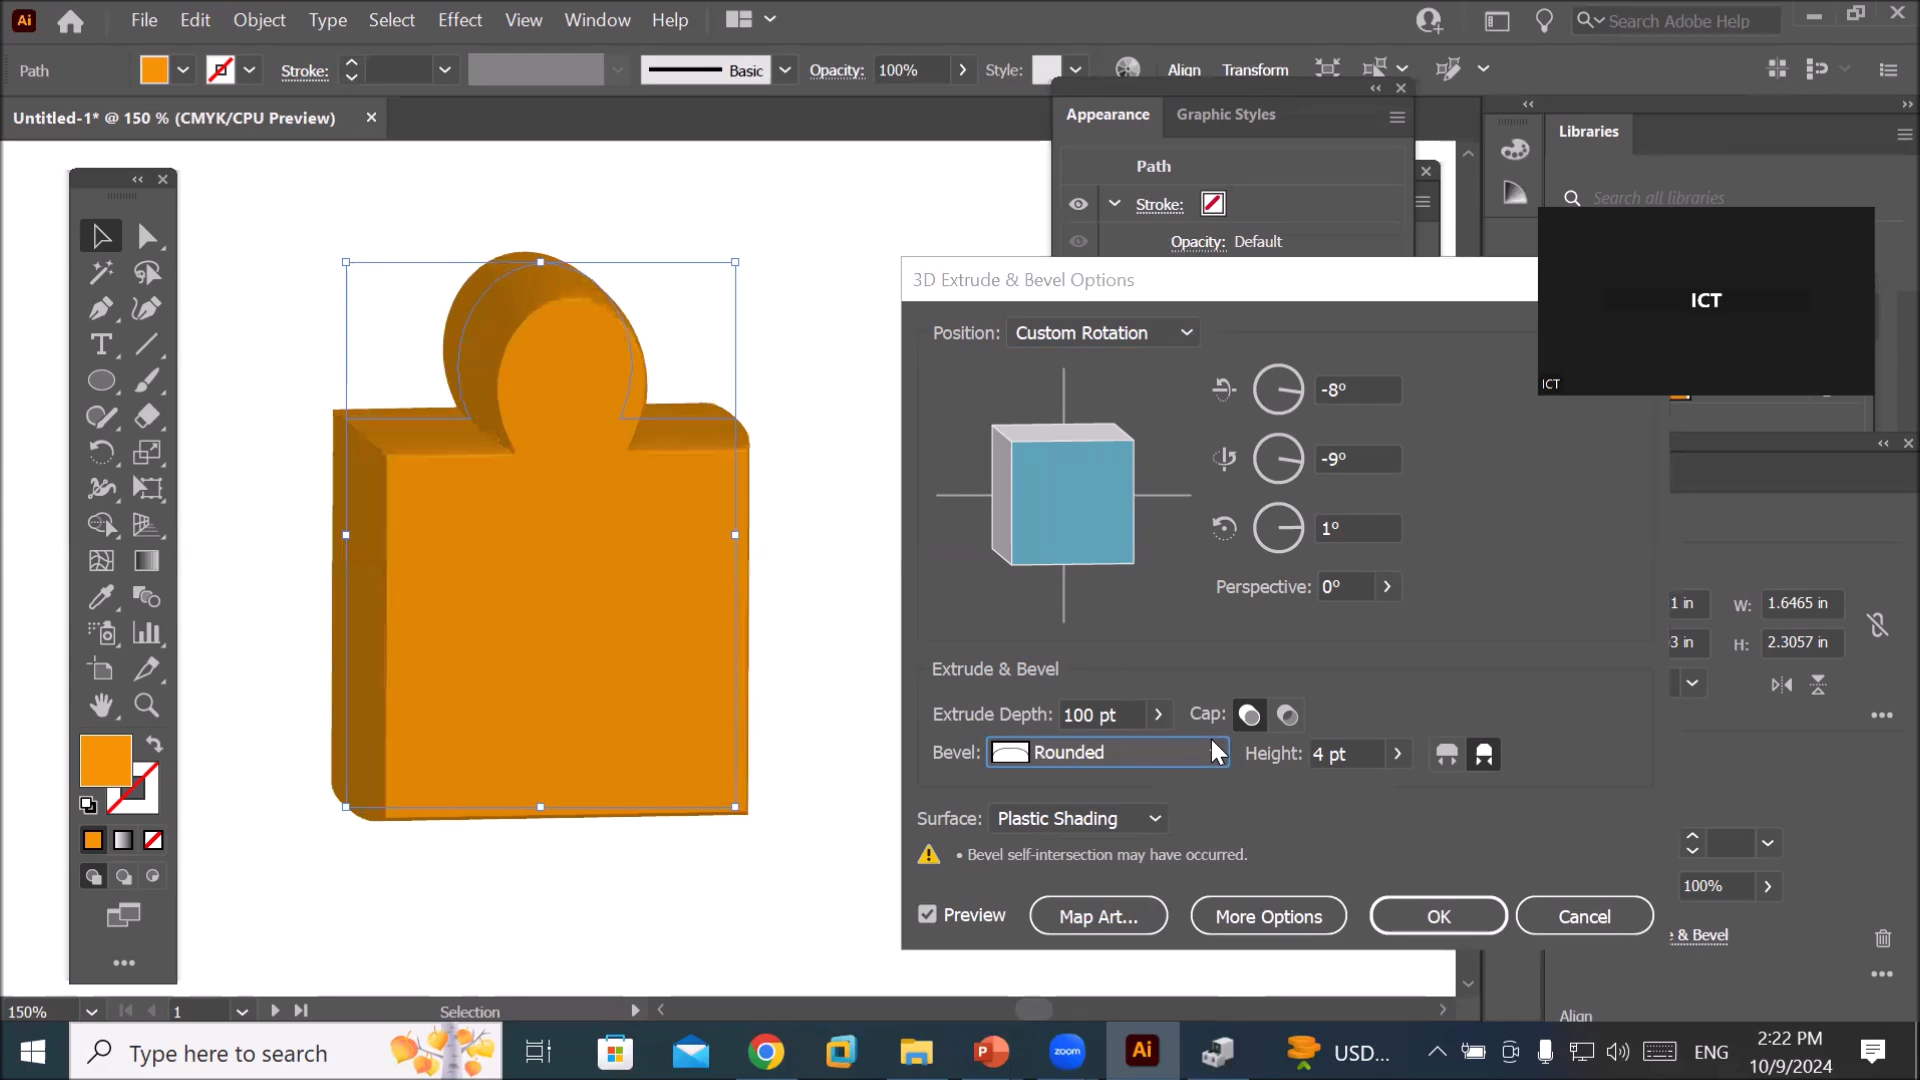 Ai File Edit Object Type Select Effect View Window Help Search Adobe Help
Path Stroke: Basic Opacity: 100% Style: Align Transform
Untitled-1* @ 150 % (CMYK/CPU Preview)
Appearance Graphic Styles
Libraries
Path
Search all libraries
Stroke:
Opacity: Default
3D Extrude & Bevel Options
ICT
ICT
Position: Custom Rotation
-8°
-9°
1°
Perspective: 0°
1 in W: 1.6465 in
3 in H: 2.3057 in
Extrude & Bevel
Extrude Depth: 100 pt Cap:
Bevel: Rounded Height: 4 pt
Surface: Plastic Shading
• Bevel self-intersection may have occurred.
100%
Preview Map Art... More Options OK Cancel
e & Bevel
150% 1 Selection
Align
Type here to search
zoom
Ai
USD...
ENG
2:22 PM
10/9/2024